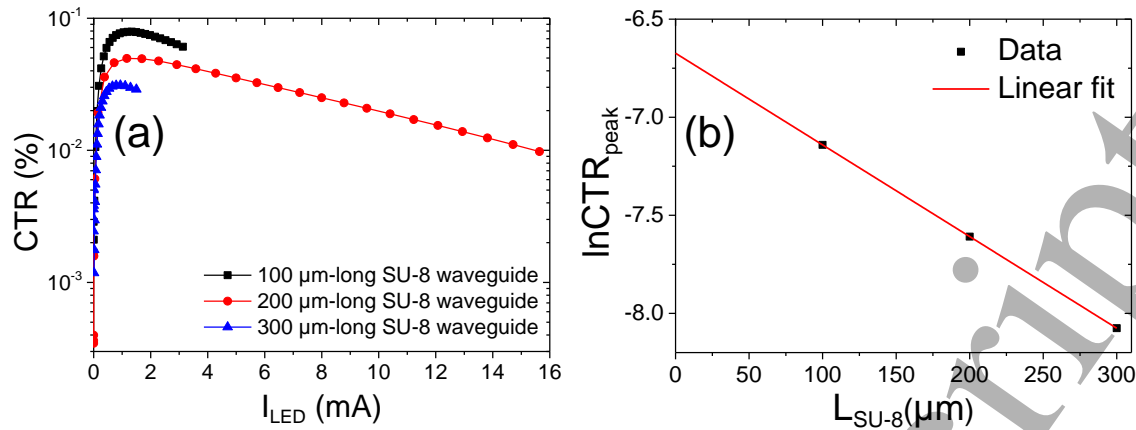 (a)
CTR (%)
10⁻¹
10⁻²
10⁻³
100 µm-long SU-8 waveguide
200 µm-long SU-8 waveguide
300 µm-long SU-8 waveguide
0 2 4 6 8 10 12 14 16
I_LED (mA)
(b)
lnCTR_peak
-6.5
-7.0
-7.5
-8.0
Data
Linear fit
0 50 100 150 200 250 300
L_SU-8(µm)